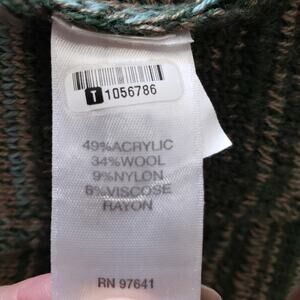 T 1056786
49%ACRYLIC
34%WOOL
9%NYLON
8%VISCOSE
RAYON
RN 97641